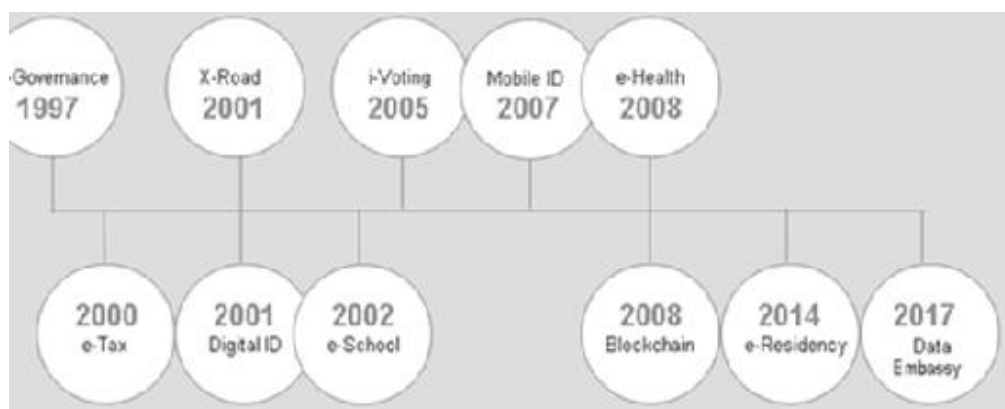 -Governance
1997
X-Road
2001
i-Voting
2005
Mobile ID
2007
e-Health
2008
2000
e-Tax
2001
Digital ID
2002
e-School
2008
Blockchain
2014
e-Residency
2017
Data
Embassy